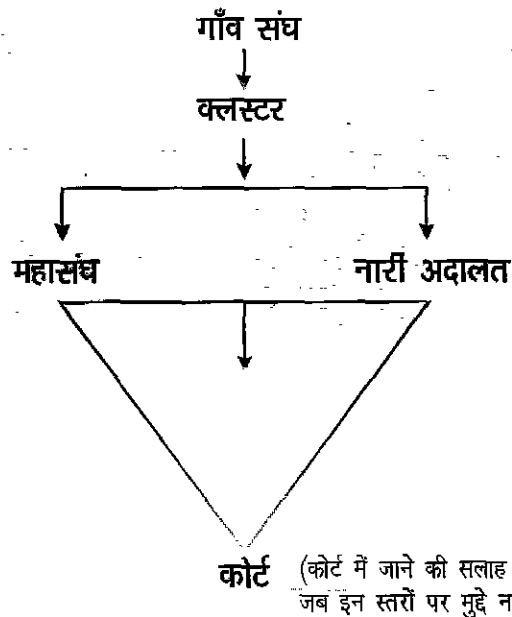 गाँव संघ
क्लस्टर
महासंघ
नारी अदालत
कोर्ट (कोर्ट में जाने की सलाह
जब इन स्तरों पर मुद्दे न